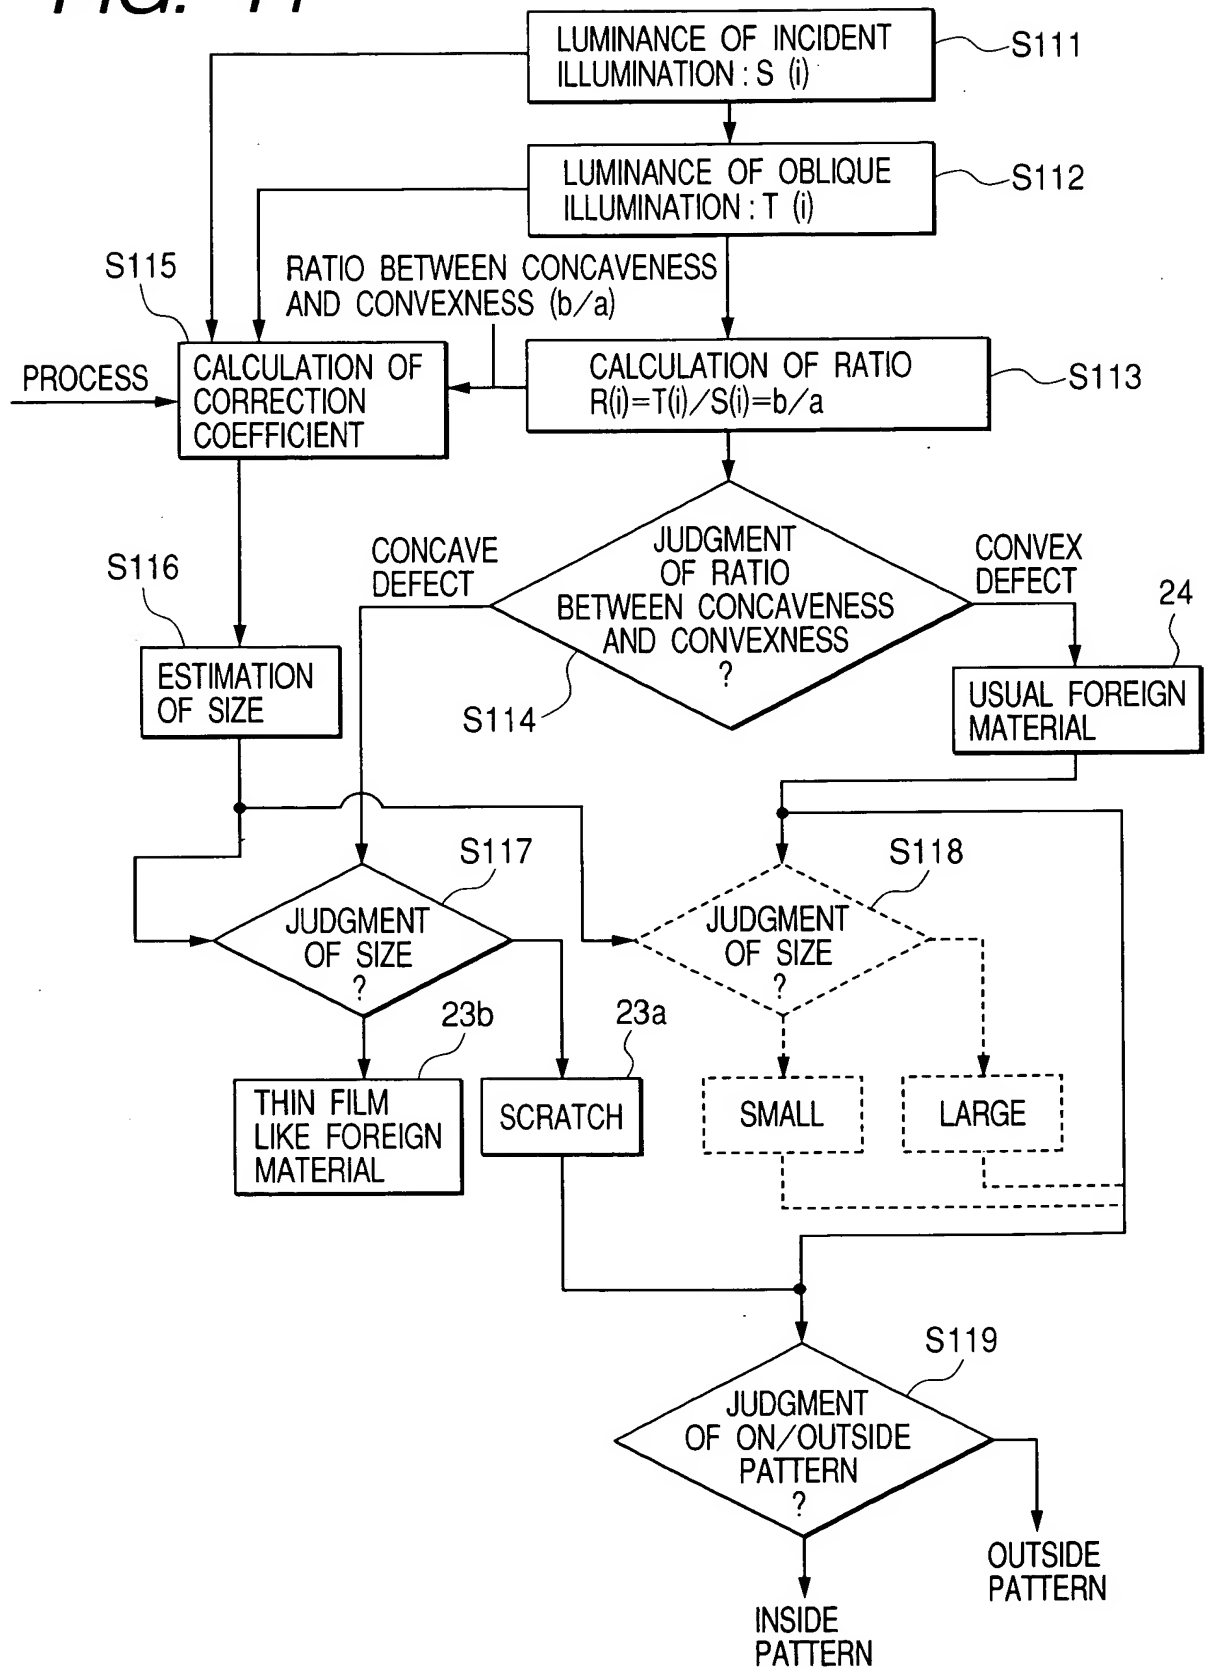 FIG. 11
LUMINANCE OF INCIDENT
ILLUMINATION : S (i)
S111
LUMINANCE OF OBLIQUE
ILLUMINATION : T (i)
S112
S115
RATIO BETWEEN CONCAVENESS
AND CONVEXNESS (b/a)
PROCESS
CALCULATION OF
CORRECTION
COEFFICIENT
CALCULATION OF RATIO
R(i)=T(i)/S(i)=b/a
S113
S116
CONCAVE
DEFECT
JUDGMENT
OF RATIO
BETWEEN CONCAVENESS
AND CONVEXNESS
?
CONVEX
DEFECT
24
ESTIMATION
OF SIZE
S114
USUAL FOREIGN
MATERIAL
S117
S118
JUDGMENT
OF SIZE
?
JUDGMENT
OF SIZE
?
23b
23a
THIN FILM
LIKE FOREIGN
MATERIAL
SCRATCH
SMALL
LARGE
S119
JUDGMENT
OF ON/OUTSIDE
PATTERN
?
OUTSIDE
PATTERN
INSIDE
PATTERN